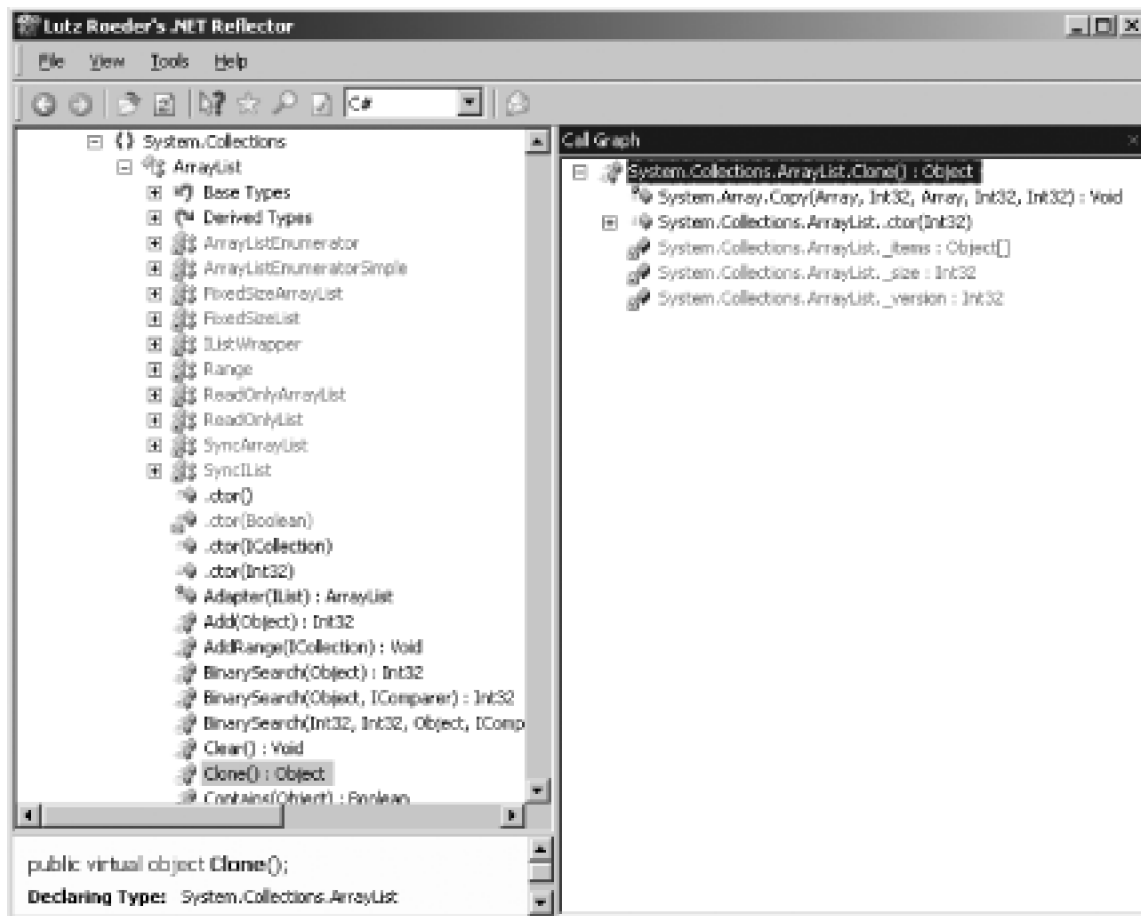 Lutz Roeder's .NET Reflector
File View Tools Help
C#
System.Collections
ArrayList
Base Types
Derived Types
ArrayListEnumerator
ArrayListEnumeratorSimple
FixedSizeArrayList
FixedSizeList
IListWrapper
Range
ReadOnlyArrayList
ReadOnlyList
SyncArrayList
SyncIList
.ctor()
.ctor(Boolean)
.ctor(ICollection)
.ctor(Int32)
Adapter(IList) : ArrayList
Add(Object) : Int32
AddRange(ICollection) : Void
BinarySearch(Object) : Int32
BinarySearch(Object, IComparer) : Int32
BinarySearch(Int32, Int32, Object, IComp
Clear() : Void
Clone() : Object
Contains(Object) : Boolean
public virtual object Clone();
Declaring Type: System.Collections.ArrayList
Call Graph
System.Collections.ArrayList.Clone() : Object
System.Array.Copy(Array, Int32, Array, Int32, Int32) : Void
System.Collections.ArrayList..ctor(Int32)
System.Collections.ArrayList._items : Object[]
System.Collections.ArrayList._size : Int32
System.Collections.ArrayList._version : Int32